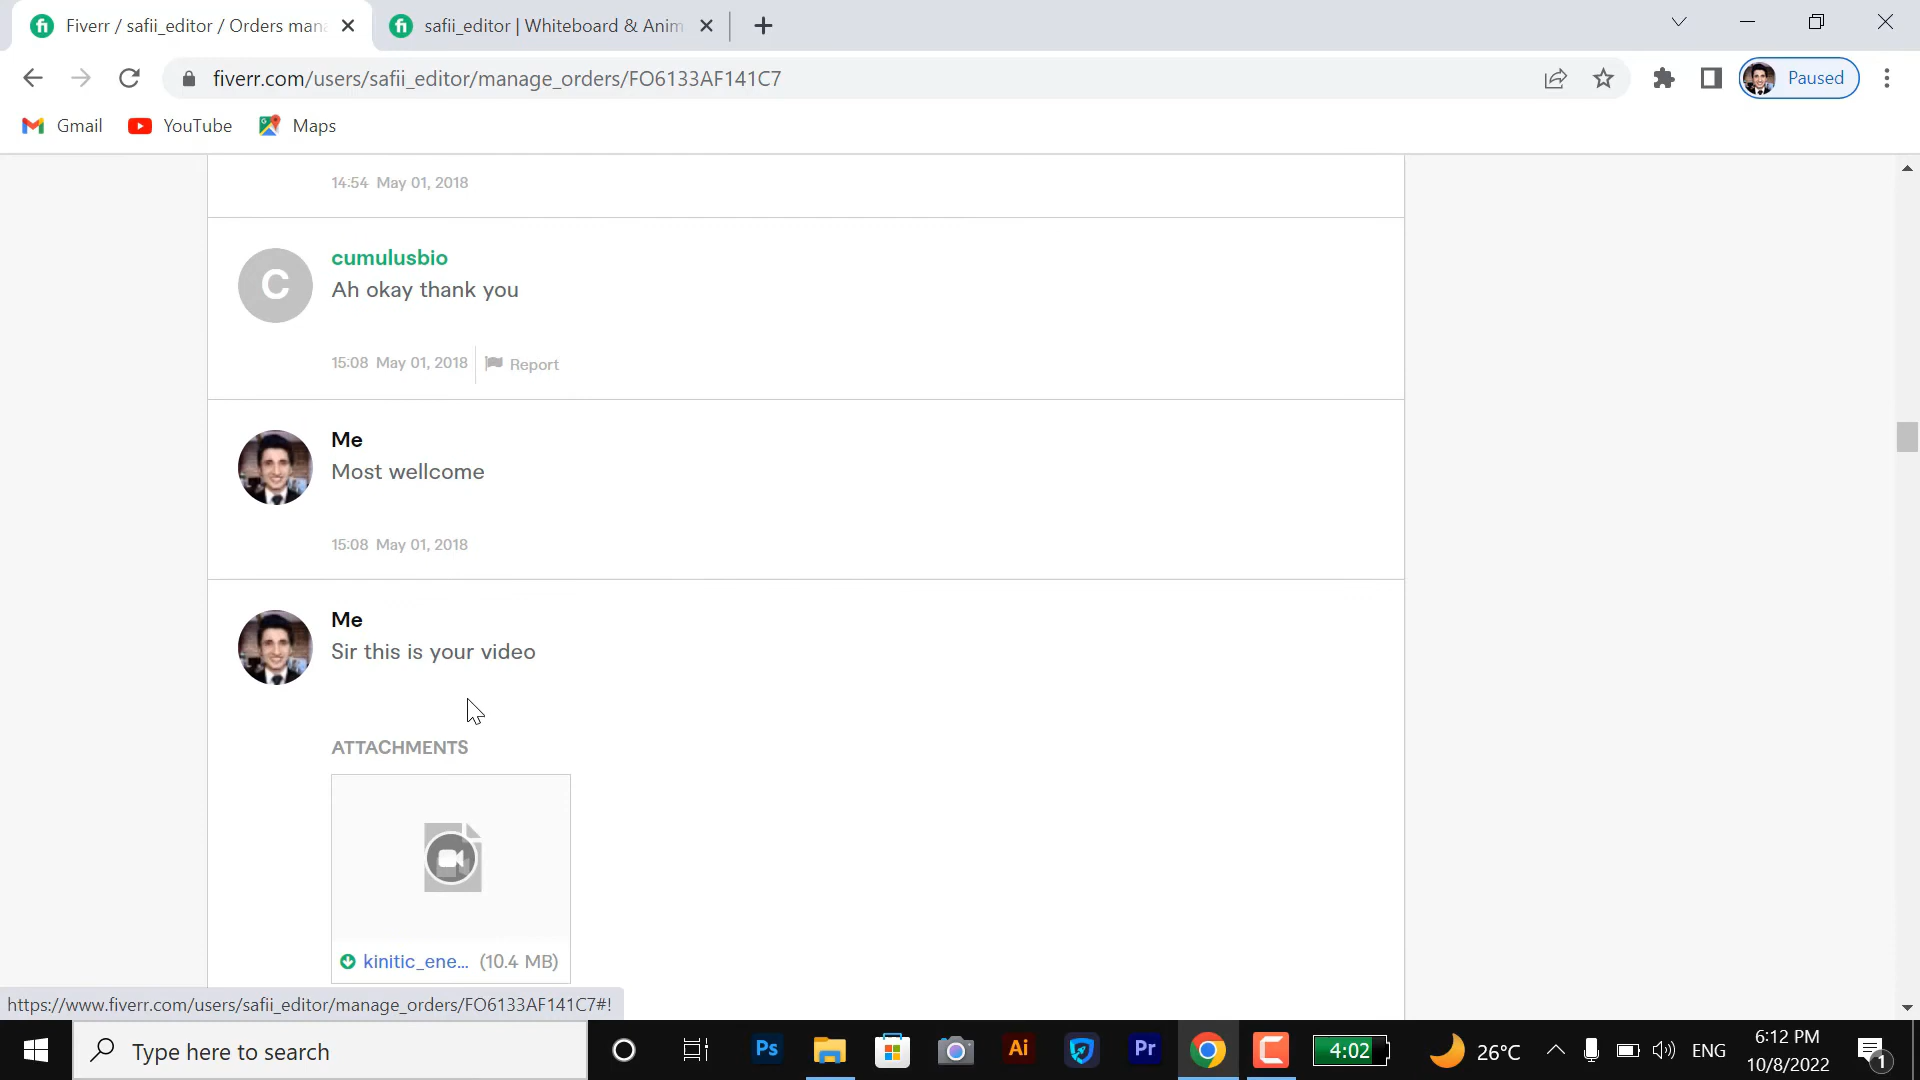 Fiverr / safii_editor / Orders mana
safii_editor | Whiteboard & Anim
fiverr.com/users/safii_editor/manage_orders/FO6133AF141C7
Paused
Gmail
YouTube
Maps
14:54 May 01, 2018
C
cumulusbio
Ah okay thank you
15:08 May 01, 2018
Report
Me
Most wellcome
15:08 May 01, 2018
Me
Sir this is your video
ATTACHMENTS
kinitic_ene... (10.4 MB)
https://www.fiverr.com/users/safii_editor/manage_orders/FO6133AF141C7#!
Type here to search
Ps
Ai
Pr
4:02
26°C
ENG
6:12 PM
10/8/2022
1